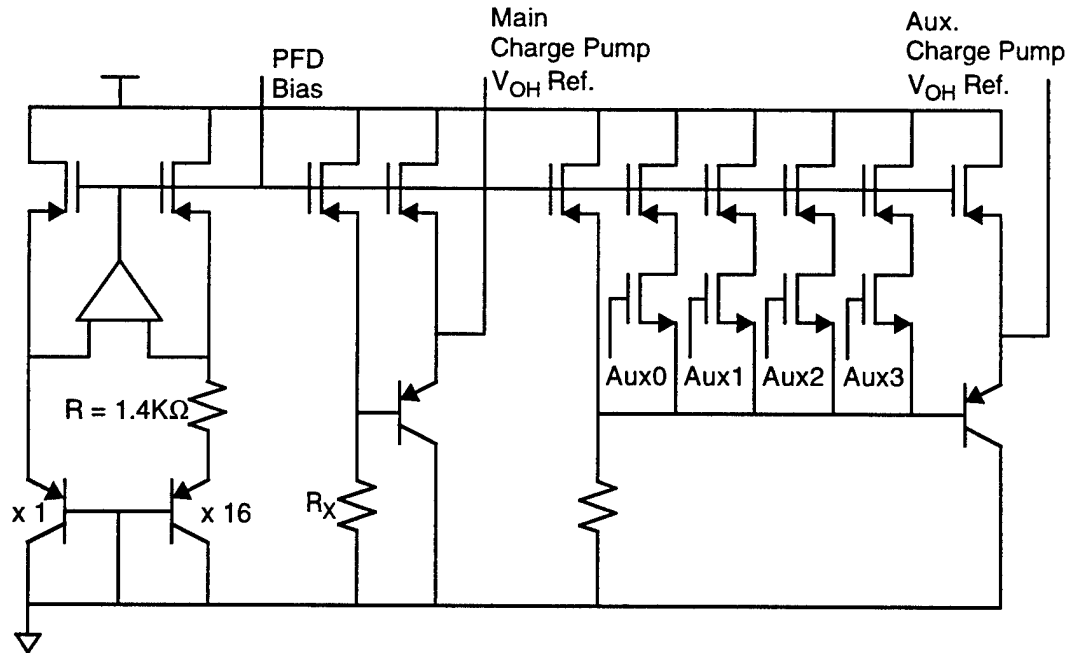 Main
Charge Pump
V_OH Ref.
Aux.
Charge Pump
V_OH Ref.
PFD
Bias
Aux0 Aux1 Aux2 Aux3
R = 1.4KΩ
x 1
x 16
R_X